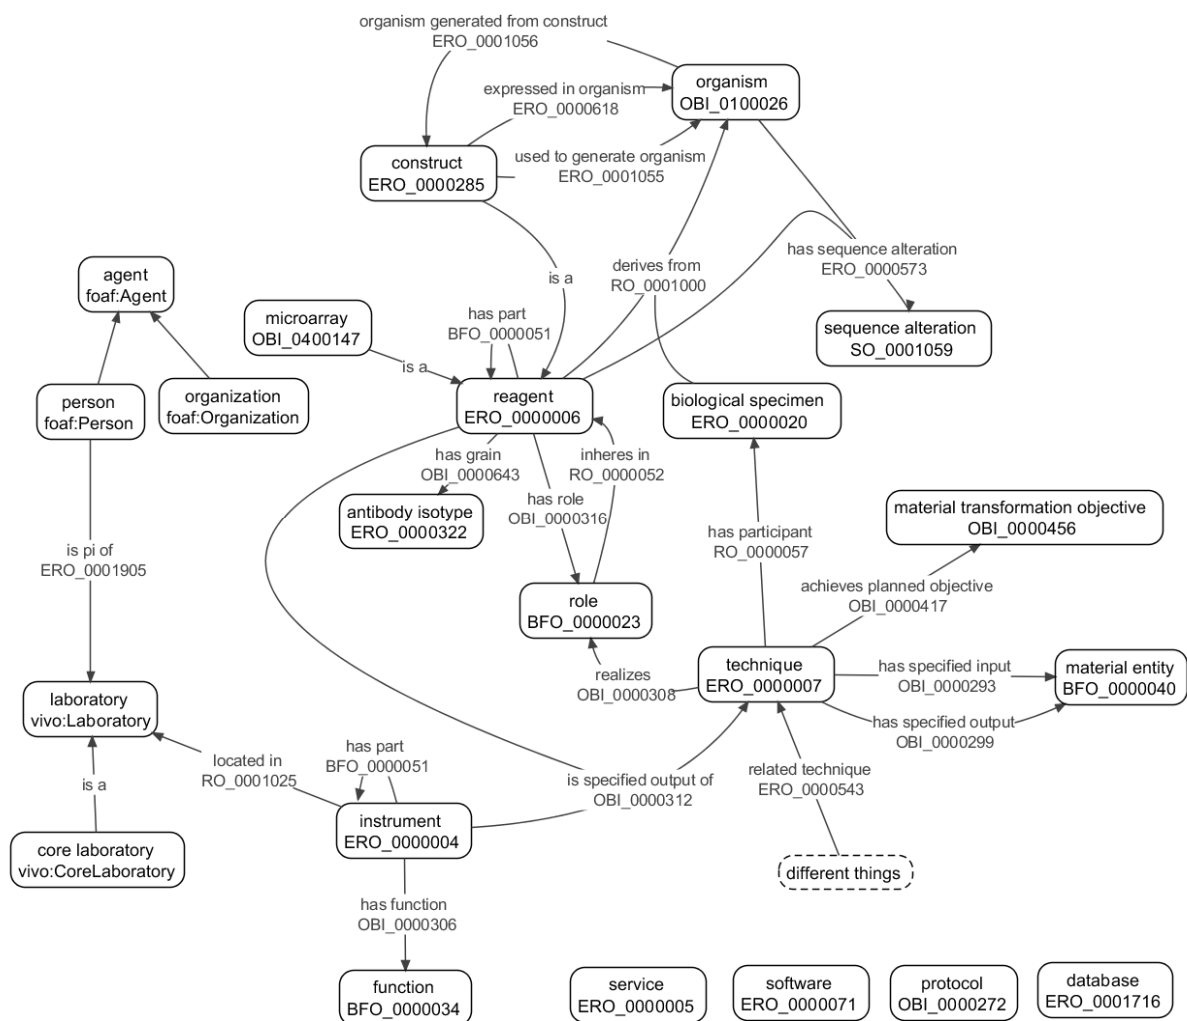 organism generated from construct
ERO_0001056
organism
OBI_0100026
expressed in organism
ERO_0000618
used to generate organism
ERO_0001055
construct
ERO_0000285
has sequence alteration
ERO_0000573
derives from
RO_0001000
is a
agent
foaf:Agent
microarray
OBI_0400147
has part
BFO_0000051
sequence alteration
SO_0001059
is a
person
foaf:Person
organization
foaf:Organization
reagent
ERO_0000006
biological specimen
ERO_0000020
has grain
OBI_0000643
inheres in
RO_0000052
antibody isotype
ERO_0000322
has role
OBI_0000316
material transformation objective
OBI_0000456
has participant
RO_0000057
is pi of
ERO_0001905
achieves planned objective
OBI_0000417
role
BFO_0000023
realizes
OBI_0000308
technique
ERO_0000007
has specified input
OBI_0000293
material entity
BFO_0000040
has specified output
OBI_0000299
laboratory
vivo:Laboratory
located in
RO_0001025
has part
BFO_0000051
is specified output of
OBI_0000312
related technique
ERO_0000543
is a
instrument
ERO_0000004
core laboratory
vivo:CoreLaboratory
different things
has function
OBI_0000306
function
BFO_0000034
service
ERO_0000005
software
ERO_0000071
protocol
OBI_0000272
database
ERO_0001716